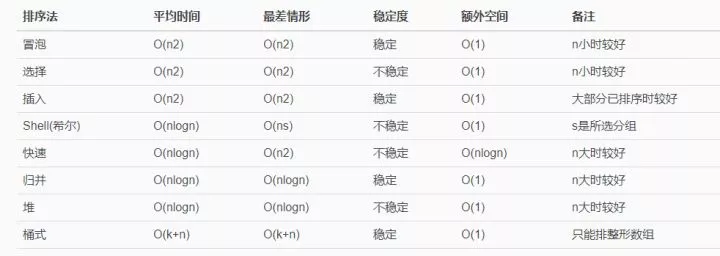 排序法 平均时间 最差情形 稳定度 额外空间 备注
冒泡 O(n2) O(n2) 稳定 O(1) n小时较好
选择 O(n2) O(n2) 不稳定 O(1) n小时较好
插入 O(n2) O(n2) 稳定 O(1) 大部分已排序时较好
Shell(希尔) O(nlogn) O(ns) 不稳定 O(1) s是所选分组
快速 O(nlogn) O(n2) 不稳定 O(nlogn) n大时较好
归并 O(nlogn) O(nlogn) 稳定 O(1) n大时较好
堆 O(nlogn) O(nlogn) 不稳定 O(1) n大时较好
桶式 O(k+n) O(k+n) 稳定 O(1) 只能排整形数组